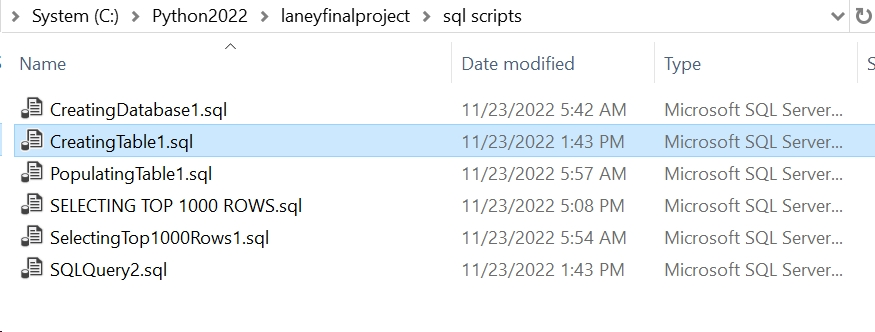 System (C:) > Python2022 > laneyfinalproject > sql scripts
Name Date modified Type S
CreatingDatabase1.sql 11/23/2022 5:42 AM Microsoft SQL Server...
CreatingTable1.sql 11/23/2022 1:43 PM Microsoft SQL Server...
PopulatingTable1.sql 11/23/2022 5:57 AM Microsoft SQL Server...
SELECTING TOP 1000 ROWS.sql 11/23/2022 5:08 PM Microsoft SQL Server...
SelectingTop1000Rows1.sql 11/23/2022 5:54 AM Microsoft SQL Server...
SQLQuery2.sql 11/23/2022 1:43 PM Microsoft SQL Server...